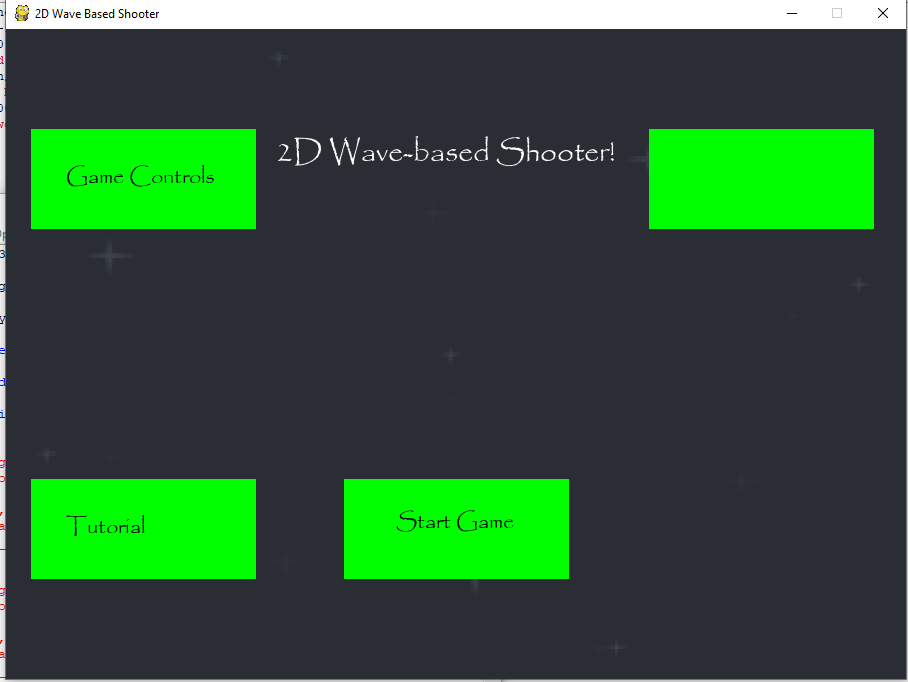 2D Wave Based Shooter
2D Wave-based Shooter!
Game Controls
Tutorial
Start Game